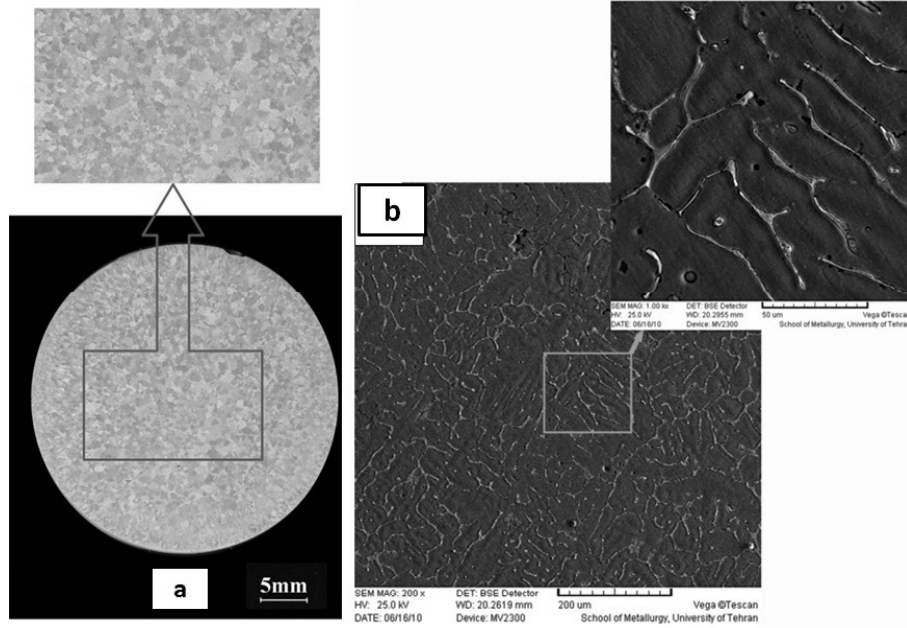 b
SEM MAG: 1.00 kx DET: BSE Detector
HV: 25.0 kV WD: 20.2955 mm 50 um Vega ©Tescan
DATE: 06/16/10 Device: MV2300 School of Metallurgy, University of Tehran
a
5mm
SEM MAG: 200 x DET: BSE Detector
HV: 25.0 kV WD: 20.2619 mm 200 um Vega ©Tescan
DATE: 06/16/10 Device: MV2300 School of Metallurgy, University of Tehran